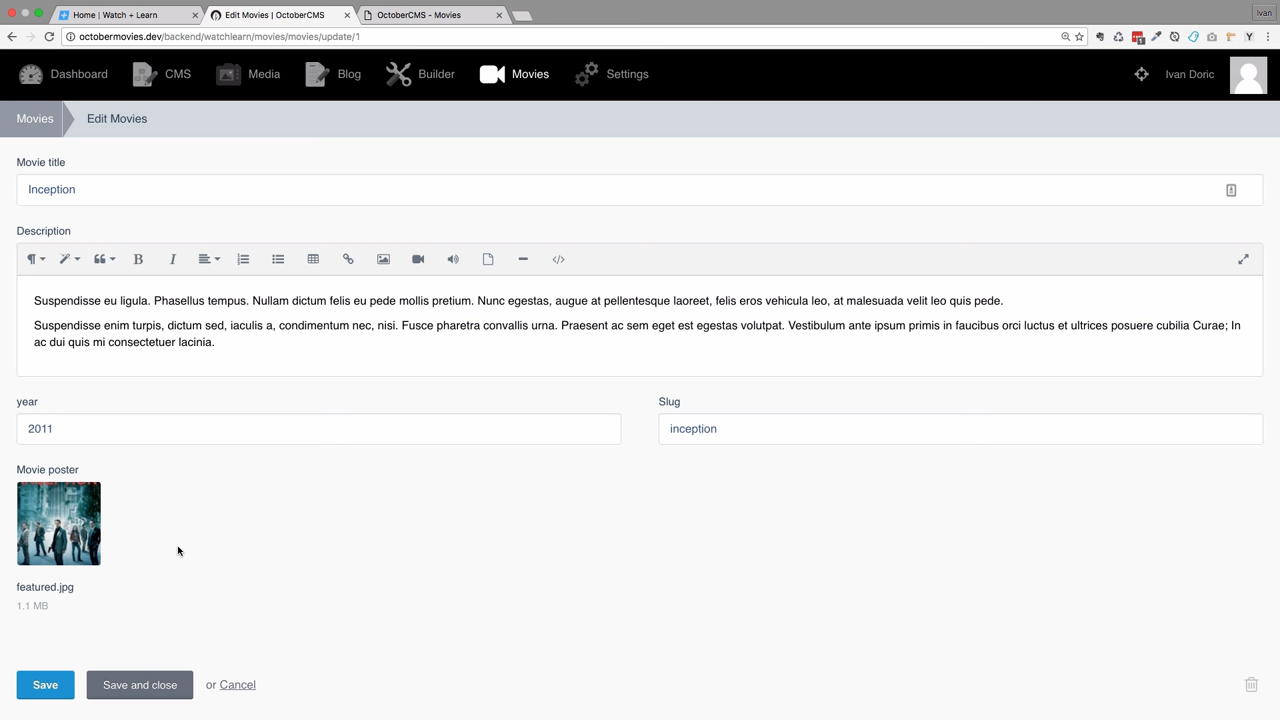 Home | Watch + Learn
Edit Movies | OctoberCMS
OctoberCMS - Movies
Ivan
octobermovies.dev/backend/watchlearn/movies/movies/update/1
Dashboard
CMS
Media
Blog
Builder
Movies
Settings
Ivan Doric
Movies
Edit Movies
Movie title
Inception
Description
Suspendisse eu ligula. Phasellus tempus. Nullam dictum felis eu pede mollis pretium. Nunc egestas, augue at pellentesque laoreet, felis eros vehicula leo, at malesuada velit leo quis pede.
Suspendisse enim turpis, dictum sed, iaculis a, condimentum nec, nisi. Fusce pharetra convallis urna. Praesent ac sem eget est egestas volutpat. Vestibulum ante ipsum primis in faucibus orci luctus et ultrices posuere cubilia Curae; In
ac dui quis mi consectetuer lacinia.
year
Slug
2011
inception
Movie poster
featured.jpg
1.1 MB
Save
Save and close
or Cancel